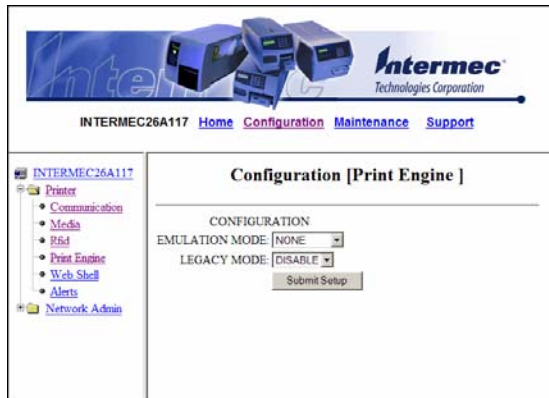 Intermec
Intermec
Technologies Corporation
INTERMEC26A117 Home Configuration Maintenance Support
INTERMEC26A117
Printer
Communication
Media
Rfid
Print Engine
Web Shell
Alerts
Network Admin
Configuration [Print Engine ]
CONFIGURATION
EMULATION MODE: NONE
LEGACY MODE: DISABLE
Submit Setup